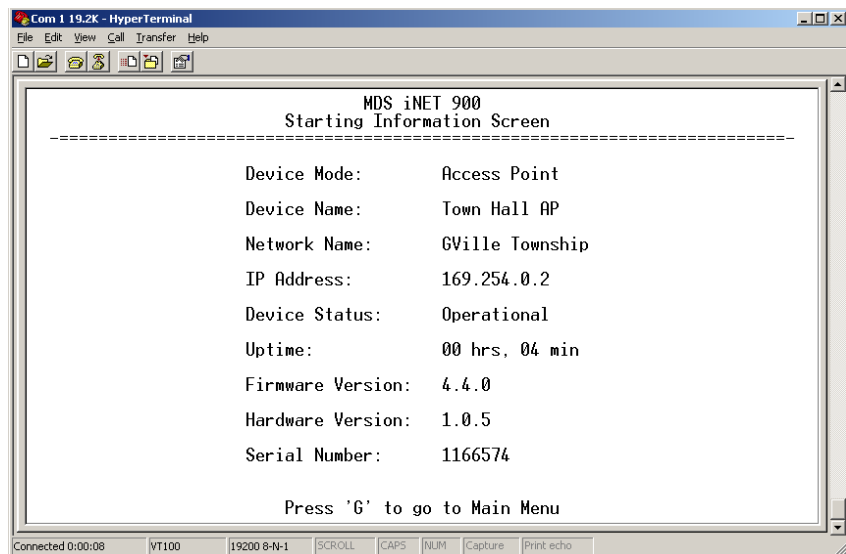 Com 1 19.2K - HyperTerminal
File Edit View Call Transfer Help
MDS iNET 900
Starting Information Screen
-==========================================================================-
Device Mode: Access Point
Device Name: Town Hall AP
Network Name: GVille Township
IP Address: 169.254.0.2
Device Status: Operational
Uptime: 00 hrs, 04 min
Firmware Version: 4.4.0
Hardware Version: 1.0.5
Serial Number: 1166574
Press 'G' to go to Main Menu
Connected 0:00:08 VT100 19200 8-N-1 SCROLL CAPS NUM Capture Print echo